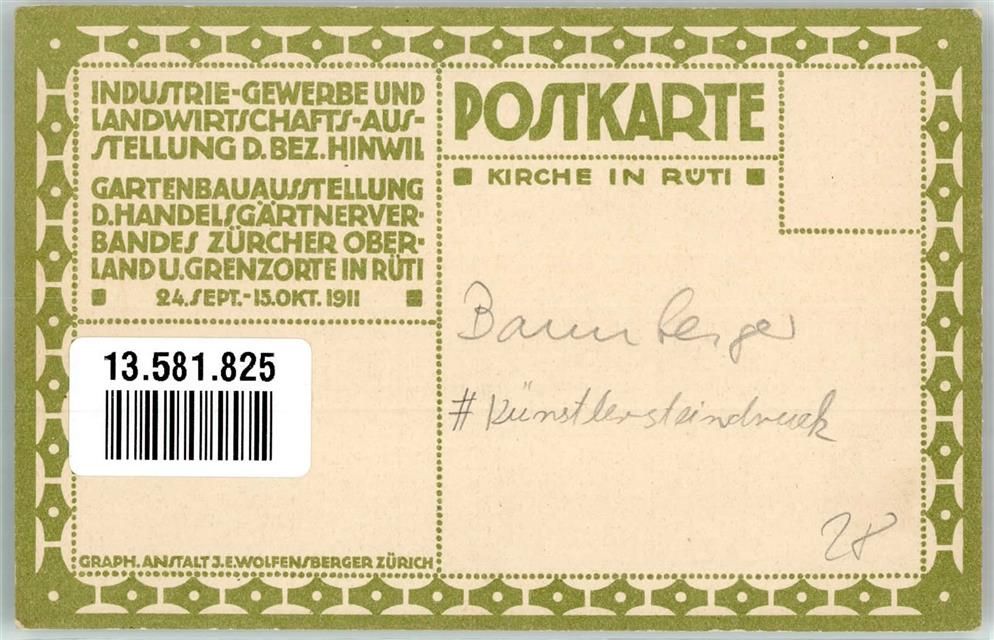 INDUSTRIE-GEWERBE UND
LANDWIRTSCHAFTS-AUS-
STELLUNG D. BEZ. HINWIL
GARTENBAUAUSSTELLUNG
D. HANDELSGÄRTNERVER-
BANDES ZÜRCHER OBER-
LAND U. GRENZORTE IN RÜTI
24. SEPT.-15. OKT. 1911
POSTKARTE
KIRCHE IN RÜTI
Baumberger
#Künstlersteindruck
28
13.581.825
GRAPH. ANSTALT J. E. WOLFENSBERGER ZÜRICH